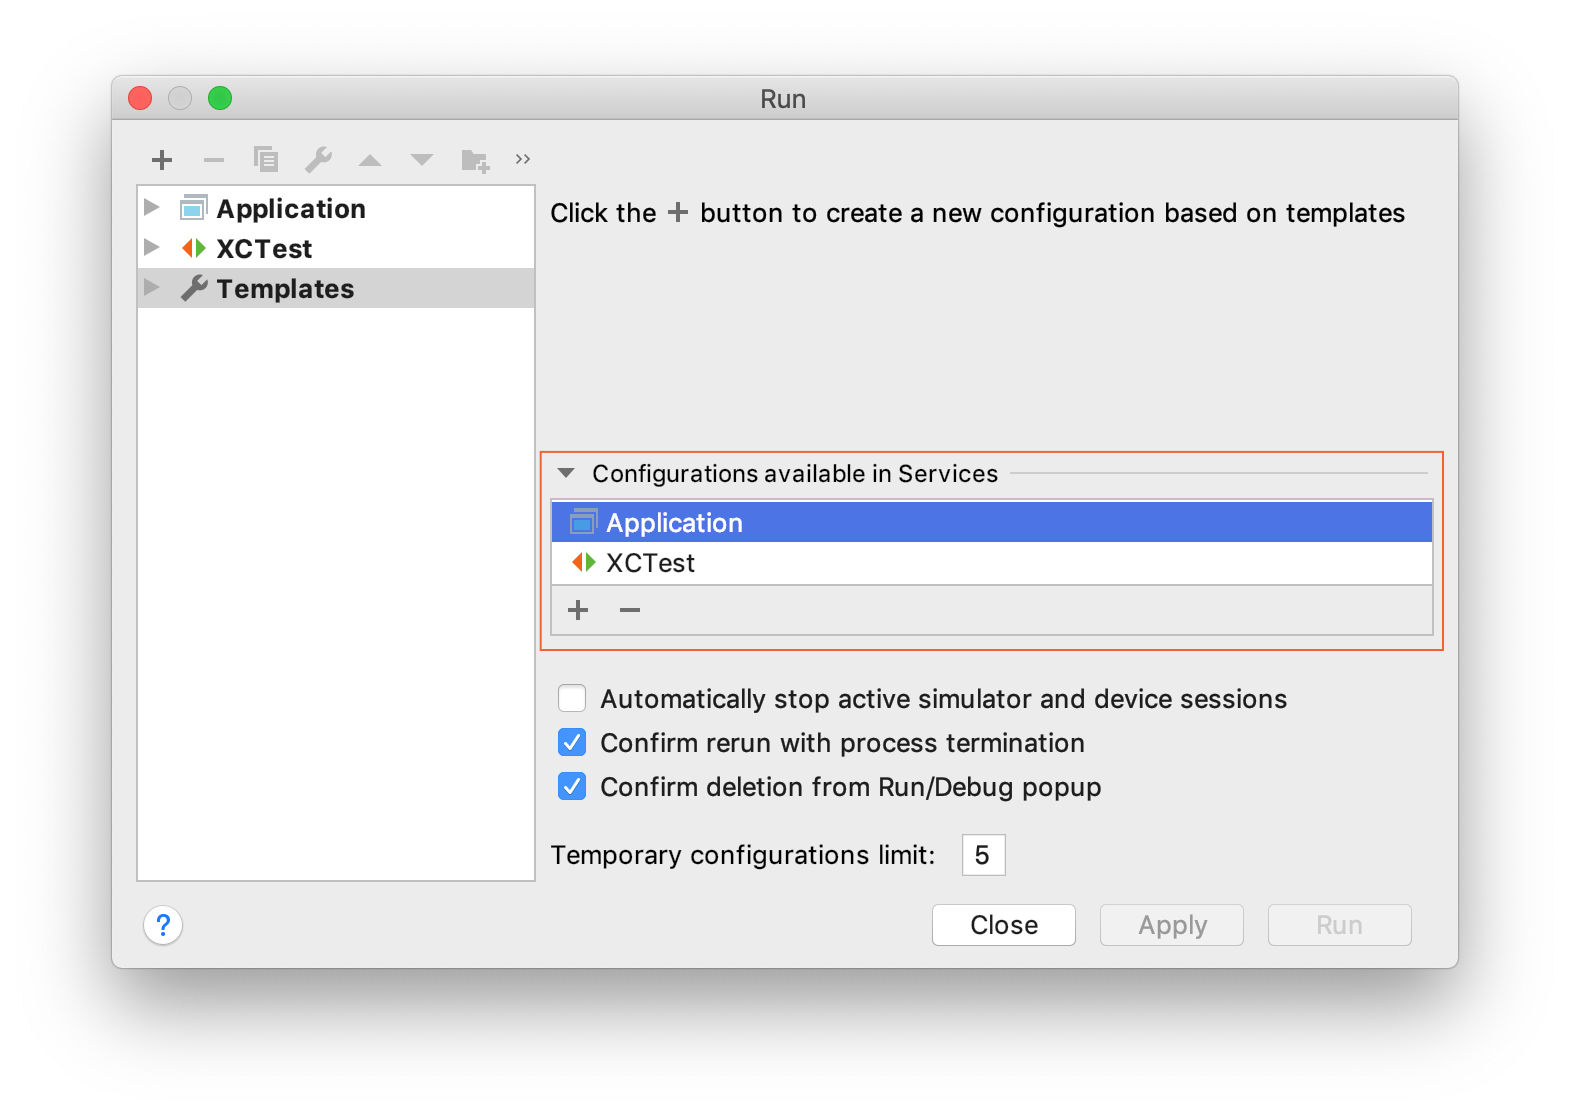 Run
Application
XCTest
Templates
Click the + button to create a new configuration based on templates
Configurations available in Services
Application
XCTest
Automatically stop active simulator and device sessions
Confirm rerun with process termination
Confirm deletion from Run/Debug popup
Temporary configurations limit: 5
? Close Apply Run